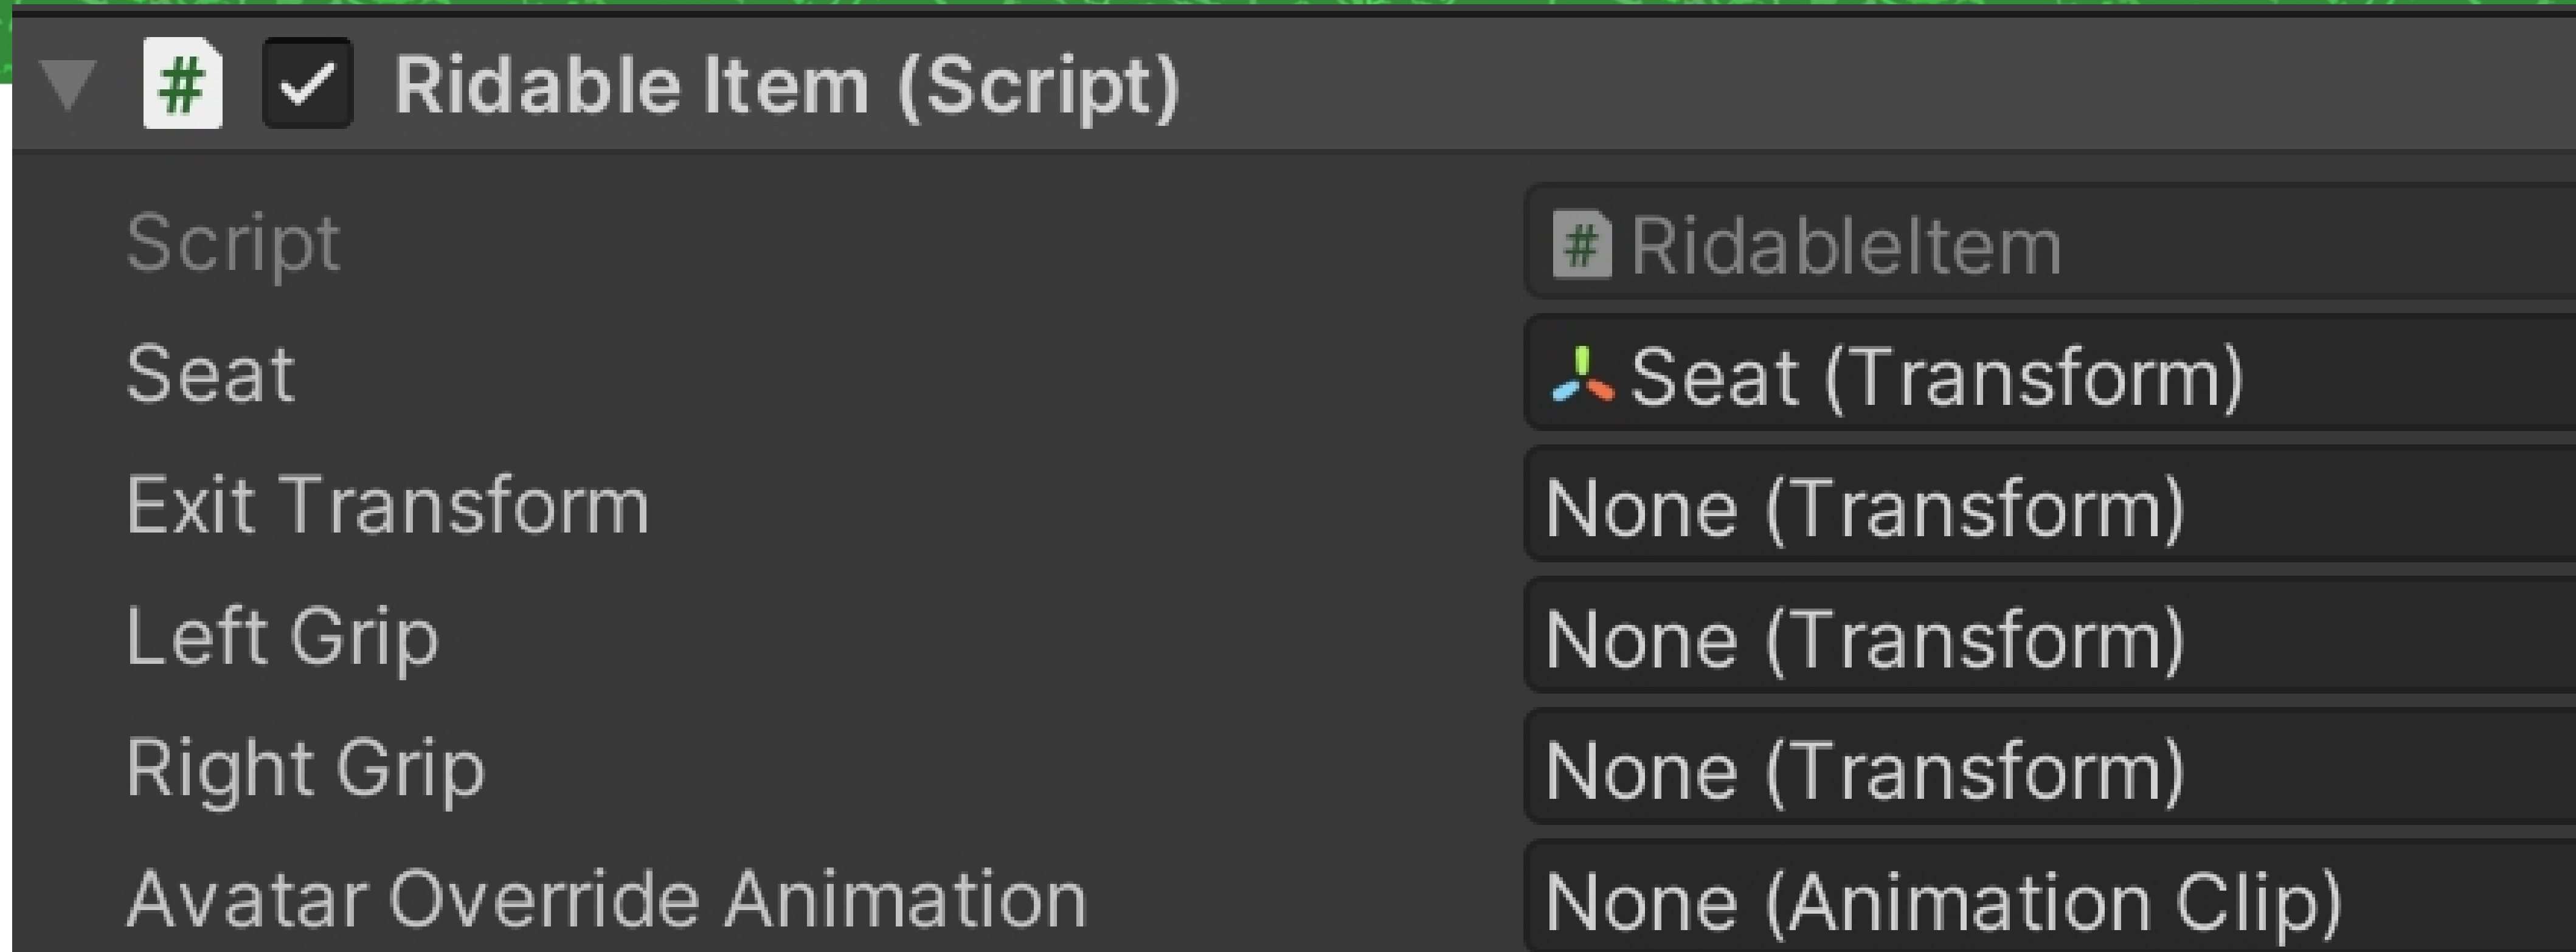 # Ridable Item (Script)
Script # RidableItem
Seat Seat (Transform)
Exit Transform None (Transform)
Left Grip None (Transform)
Right Grip None (Transform)
Avatar Override Animation None (Animation Clip)